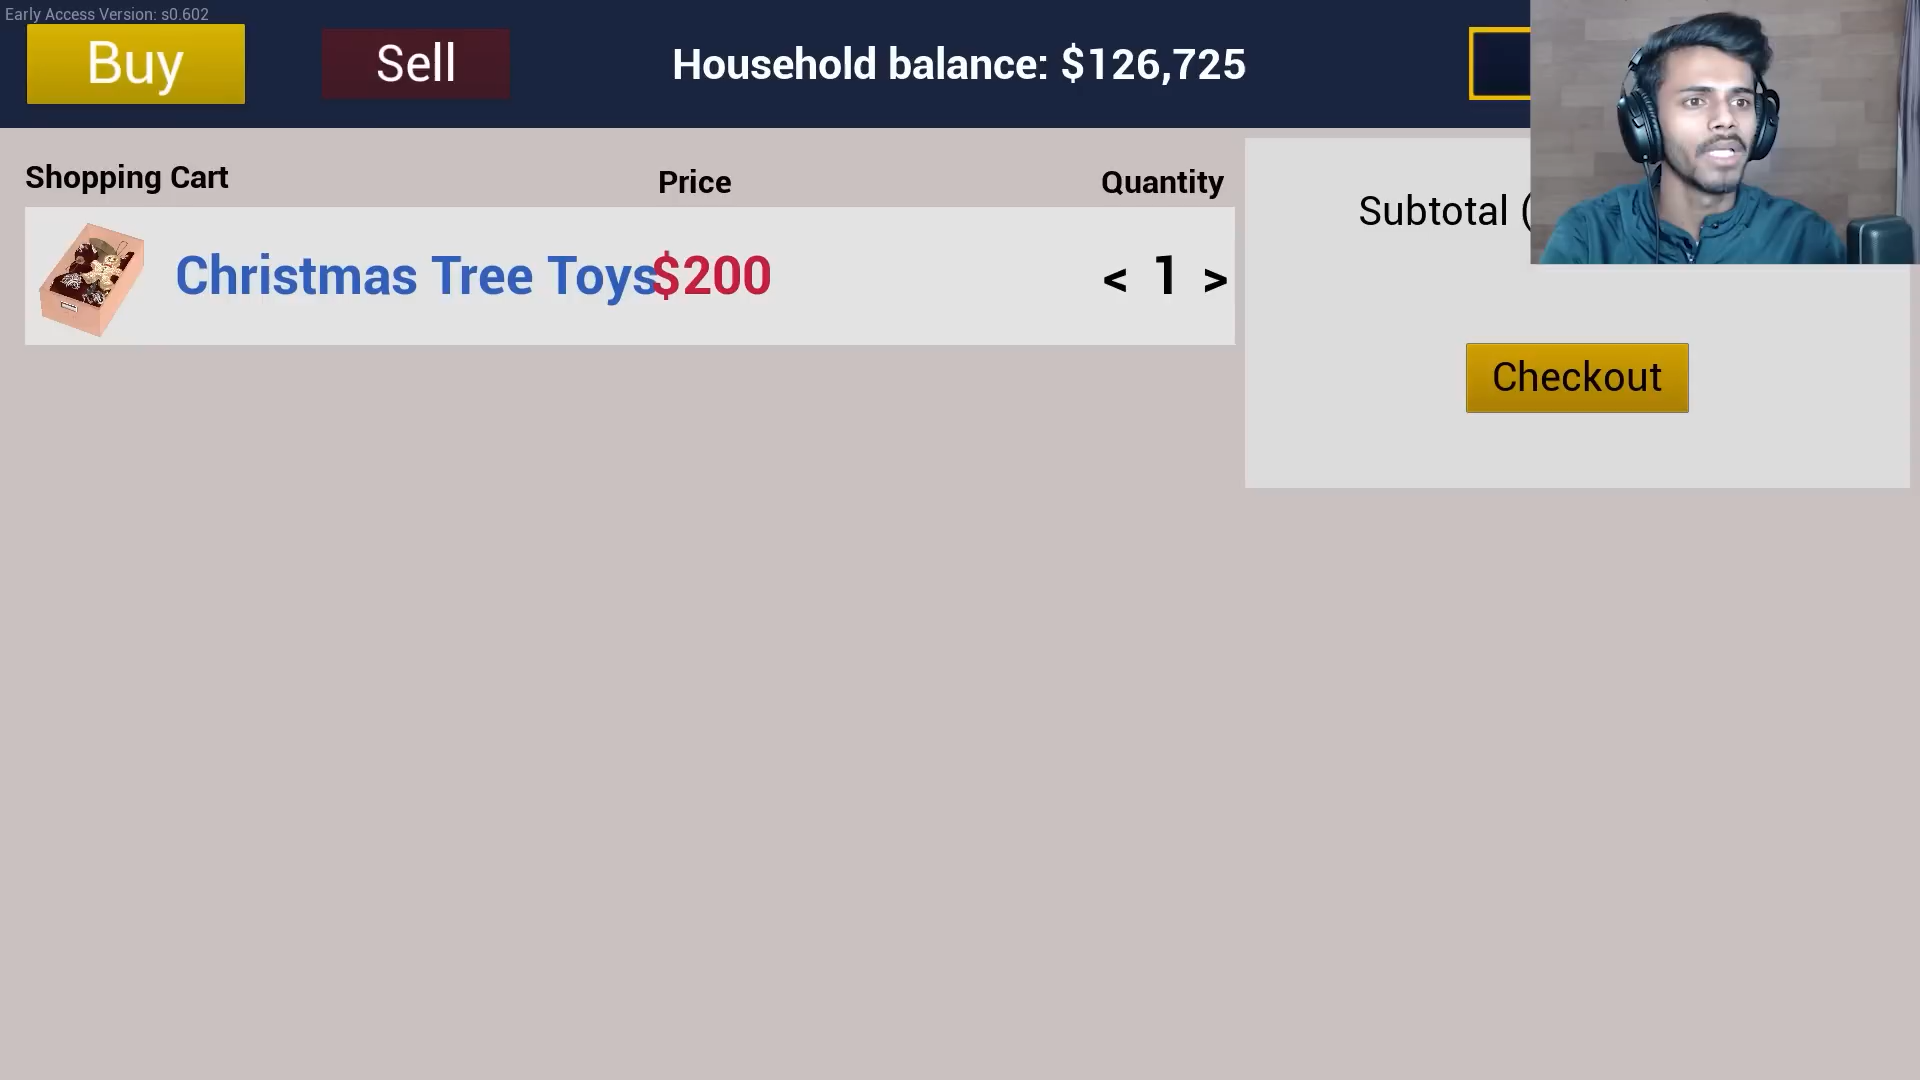 Early Access Version: s0.602
Buy
Sell
Household balance: $126,725
Shopping Cart
Price
Quantity
Subtotal (
Christmas Tree Toys
$200
< 1 >
Checkout